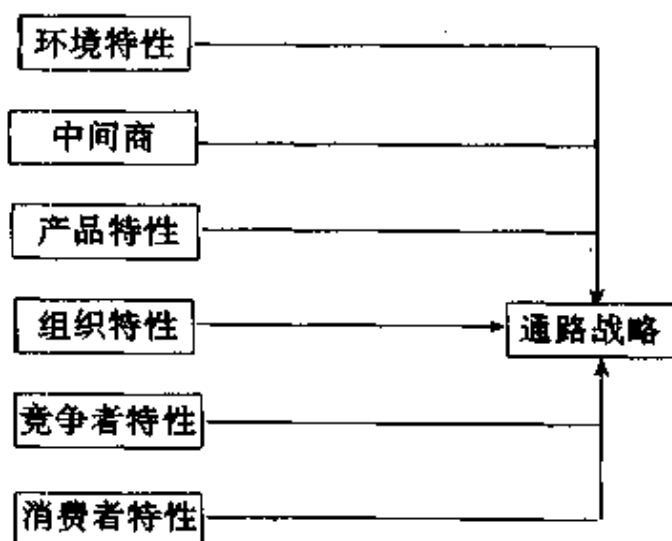 环境特性
中间商
产品特性
组织特性
通路战略
竞争者特性
消费者特性